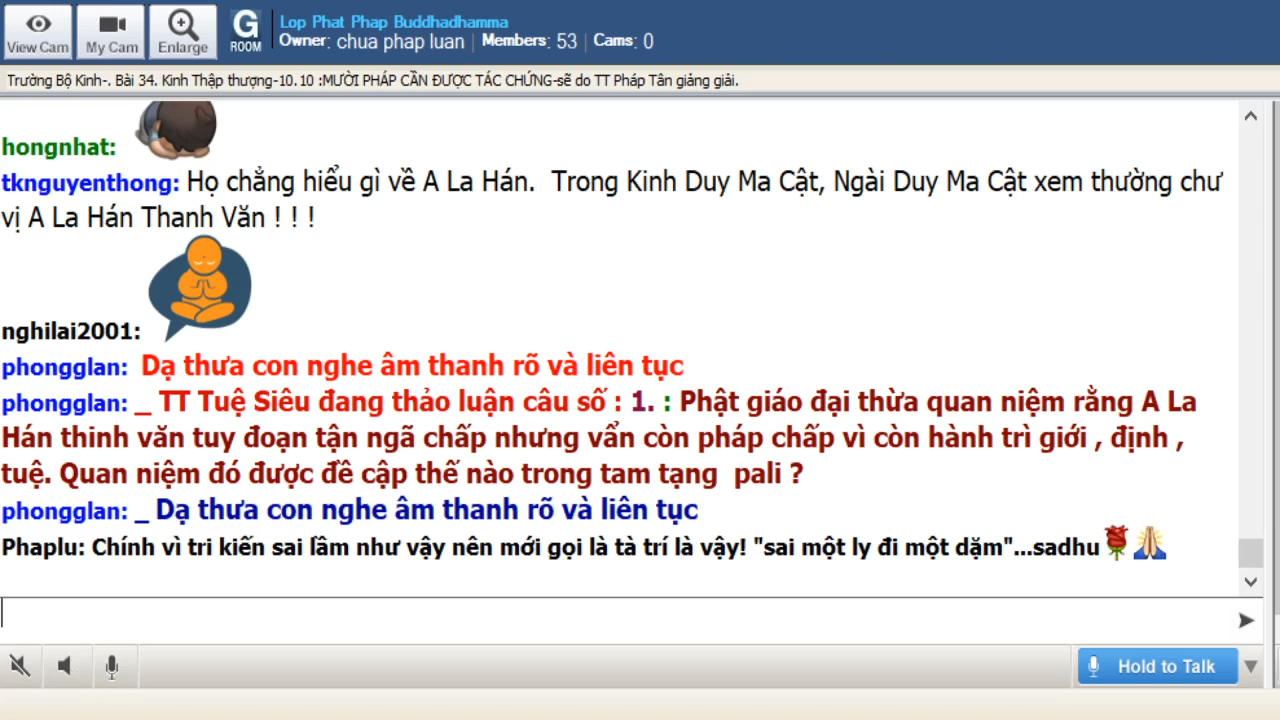 View Cam
My Cam
Enlarge
G
ROOM
Lop Phat Phap Buddhadhamma
Owner: chua phap luan | Members: 53 | Cams: 0
Trường Bộ Kinh-. Bài 34. Kinh Thập thượng-10.10 :MƯỜI PHÁP CẦN ĐƯỢC TÁC CHỨNG-sẽ do TT Pháp Tân giảng giải.
hongnhat:
tknguyenthong: Họ chẳng hiểu gì về A La Hán.  Trong Kinh Duy Ma Cật, Ngài Duy Ma Cật xem thường chư
vị A La Hán Thanh Văn ! ! !
nghilai2001:
phongglan: Dạ thưa con nghe âm thanh rõ và liên tục
phongglan: _ TT Tuệ Siêu đang thảo luận câu số : 1. : Phật giáo đại thừa quan niệm rằng A La
Hán thinh văn tuy đoạn tận ngã chấp nhưng vẩn còn pháp chấp vì còn hành trì giới , định ,
tuệ. Quan niệm đó được đề cập thế nào trong tam tạng  pali ?
phongglan: _ Dạ thưa con nghe âm thanh rõ và liên tục
Phaplu: Chính vì tri kiến sai lầm như vậy nên mới gọi là tà trí là vậy! "sai một ly đi một dặm"...sadhu
Hold to Talk